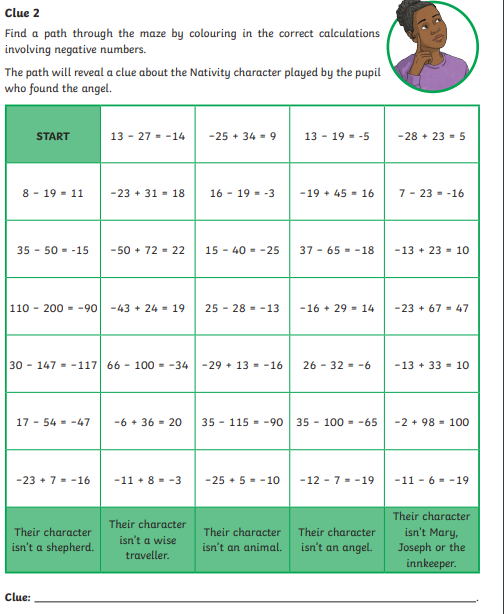 Clue 2
Find a path through the maze by colouring in the correct calculations
involving negative numbers.
The path will reveal a clue about the Nativity character played by the pupil
who found the angel.
START 13 – 27 = –14 –25 + 34 = 9 13 – 19 = -5 –28 + 23 = 5
8 – 19 = 11 –23 + 31 = 18 16 – 19 = -3 –19 + 45 = 16 7 – 23 = -16
35 – 50 = -15 –50 + 72 = 22 15 – 40 = –25 37 – 65 = –18 –13 + 23 = 10
110 – 200 = –90 –43 + 24 = 19 25 – 28 = –13 –16 + 29 = 14 –23 + 67 = 47
30 – 147 = –117 66 – 100 = –34 –29 + 13 = –16 26 – 32 = –6 –13 + 33 = 10
17 – 54 = –47 –6 + 36 = 20 35 – 115 = –90 35 – 100 = –65 –2 + 98 = 100
–23 + 7 = –16 –11 + 8 = –3 –25 + 5 = –10 –12 – 7 = –19 –11 – 6 = –19
Their character
isn't a shepherd.
Their character
isn't a wise
traveller.
Their character
isn't an animal.
Their character
isn't an angel.
Their character
isn't Mary,
Joseph or the
innkeeper.
Clue: .